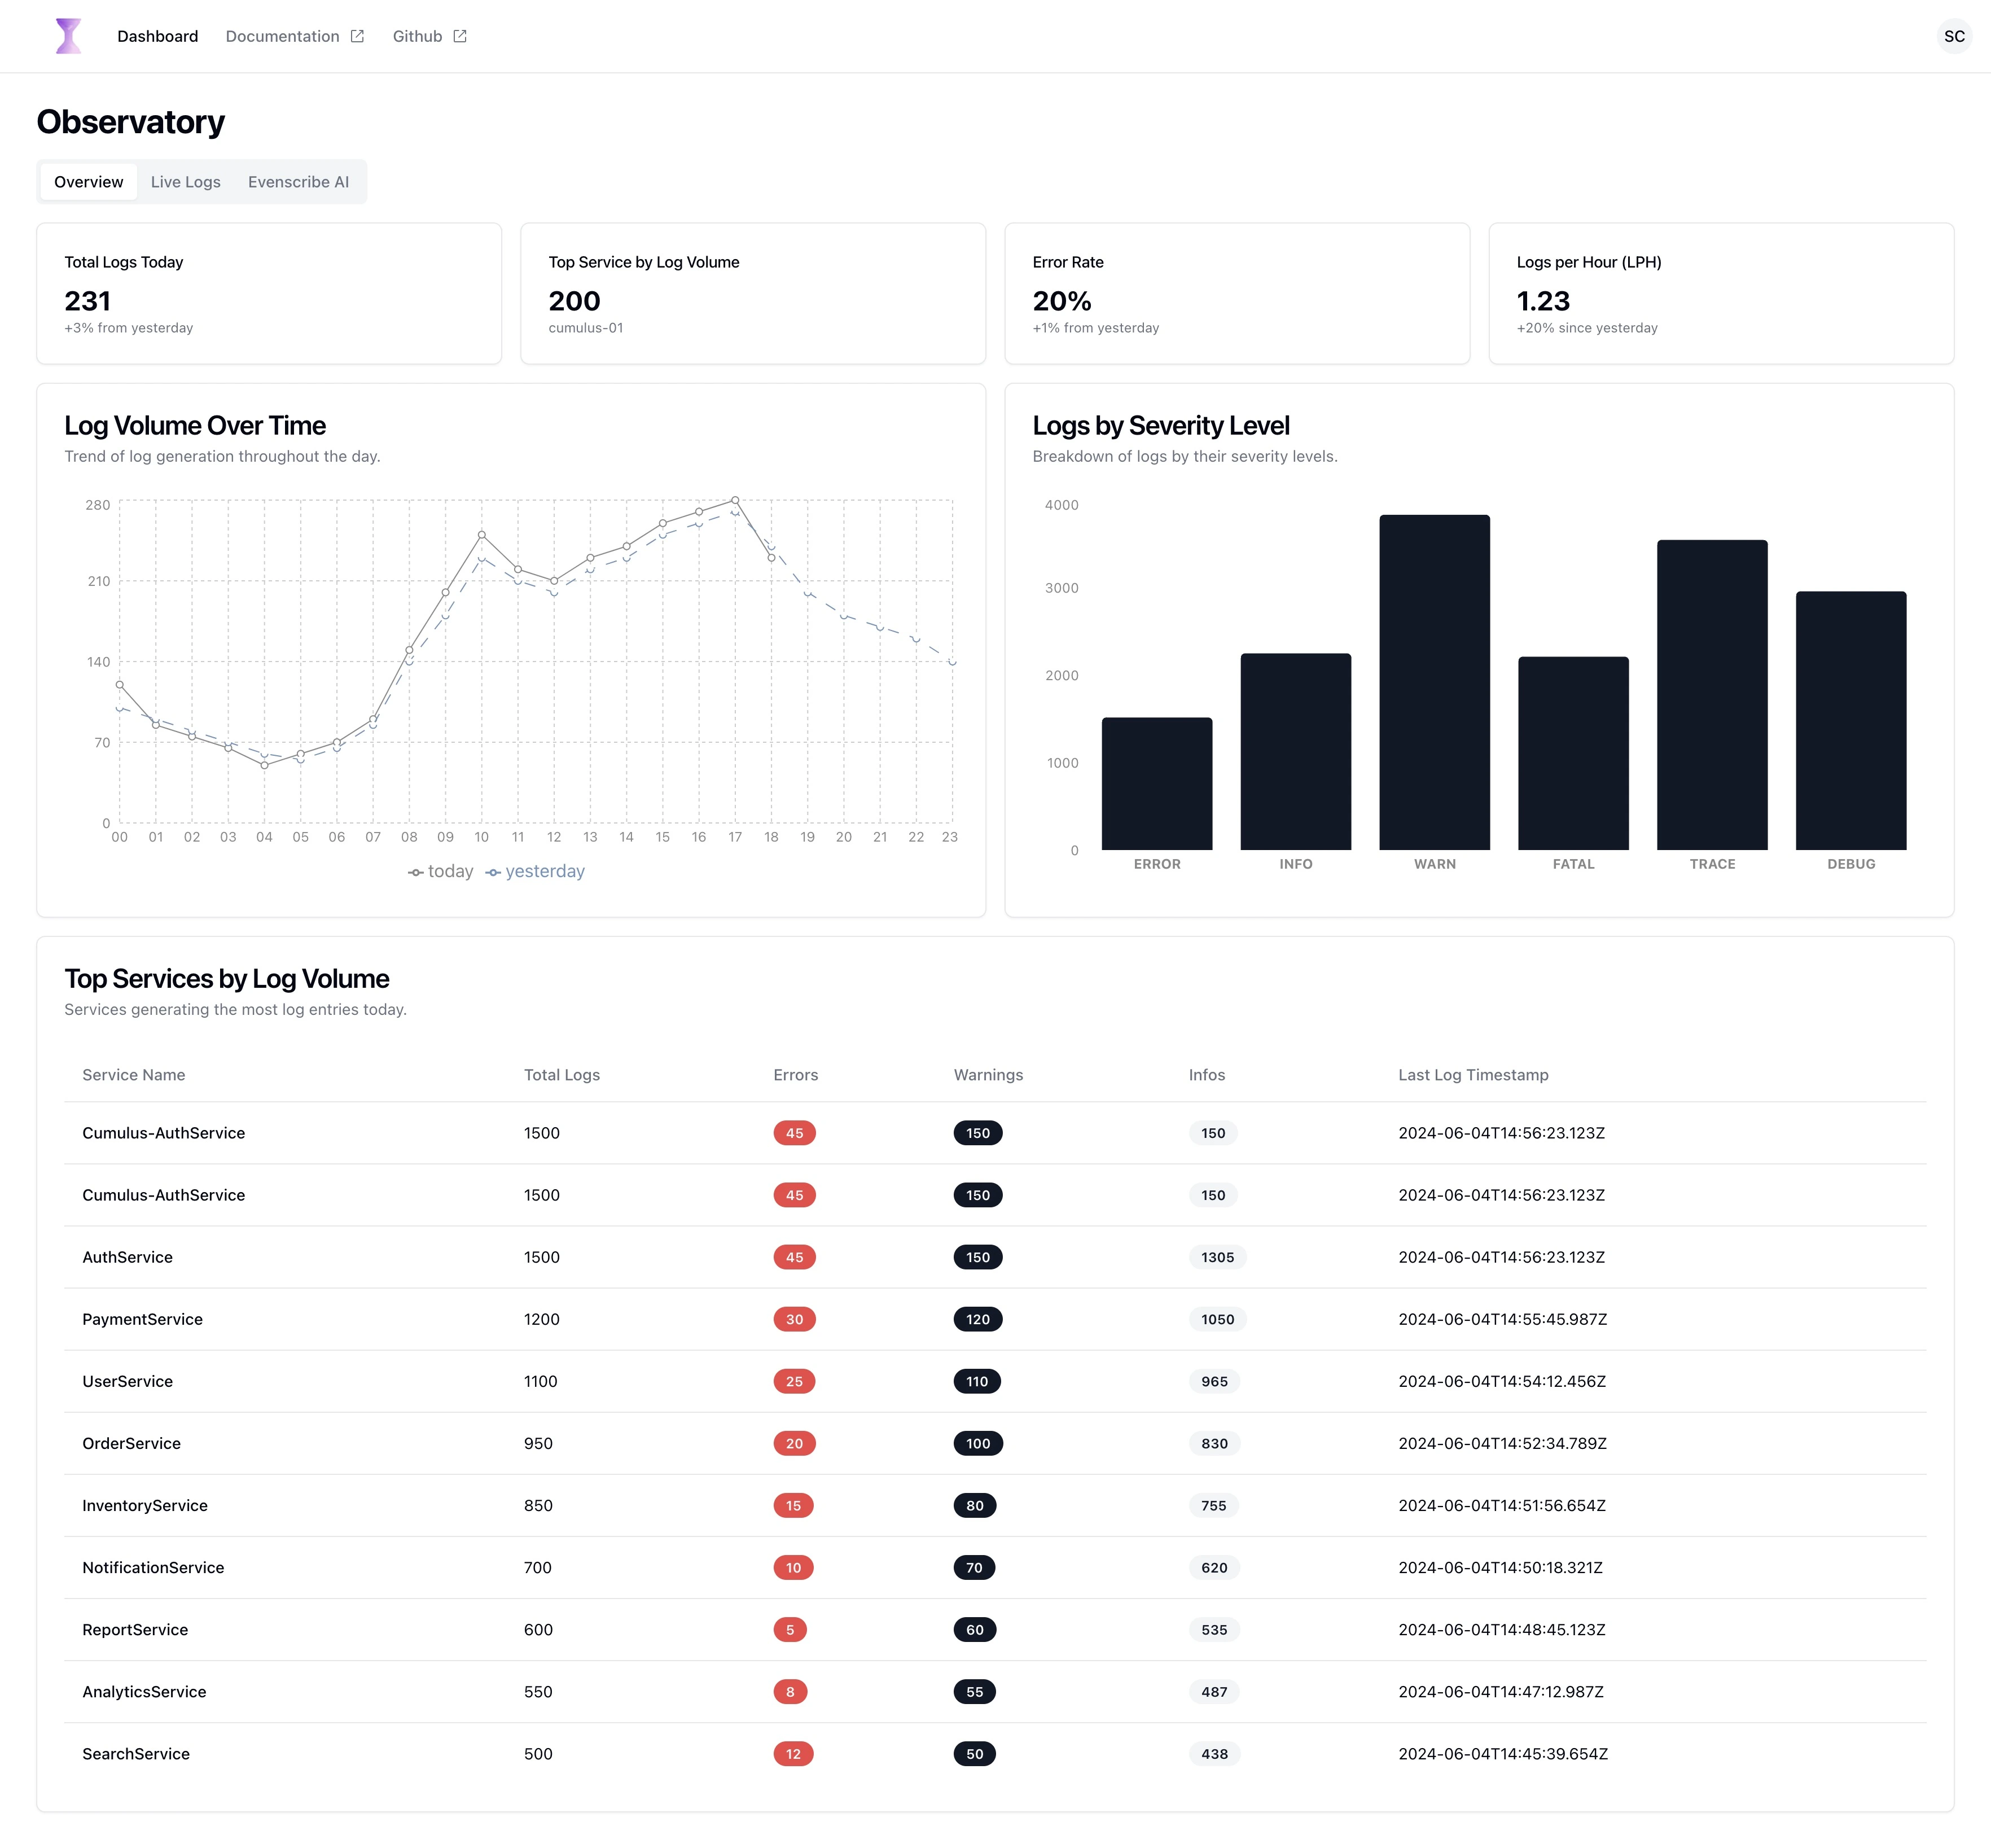 Dashboard Documentation Github SC
Observatory
Overview Live Logs Evenscribe AI
Total Logs Today
231
+3% from yesterday
Top Service by Log Volume
200
cumulus-01
Error Rate
20%
+1% from yesterday
Logs per Hour (LPH)
1.23
+20% since yesterday
Log Volume Over Time
Trend of log generation throughout the day.
280
210
140
70
0
00 01 02 03 04 05 06 07 08 09 10 11 12 13 14 15 16 17 18 19 20 21 22 23
today yesterday
Logs by Severity Level
Breakdown of logs by their severity levels.
4000
3000
2000
1000
0
ERROR INFO WARN FATAL TRACE DEBUG
Top Services by Log Volume
Services generating the most log entries today.
Service Name Total Logs Errors Warnings Infos Last Log Timestamp
Cumulus-AuthService 1500 45 150 150 2024-06-04T14:56:23.123Z
Cumulus-AuthService 1500 45 150 150 2024-06-04T14:56:23.123Z
AuthService 1500 45 150 1305 2024-06-04T14:56:23.123Z
PaymentService 1200 30 120 1050 2024-06-04T14:55:45.987Z
UserService 1100 25 110 965 2024-06-04T14:54:12.456Z
OrderService 950 20 100 830 2024-06-04T14:52:34.789Z
InventoryService 850 15 80 755 2024-06-04T14:51:56.654Z
NotificationService 700 10 70 620 2024-06-04T14:50:18.321Z
ReportService 600 5 60 535 2024-06-04T14:48:45.123Z
AnalyticsService 550 8 55 487 2024-06-04T14:47:12.987Z
SearchService 500 12 50 438 2024-06-04T14:45:39.654Z